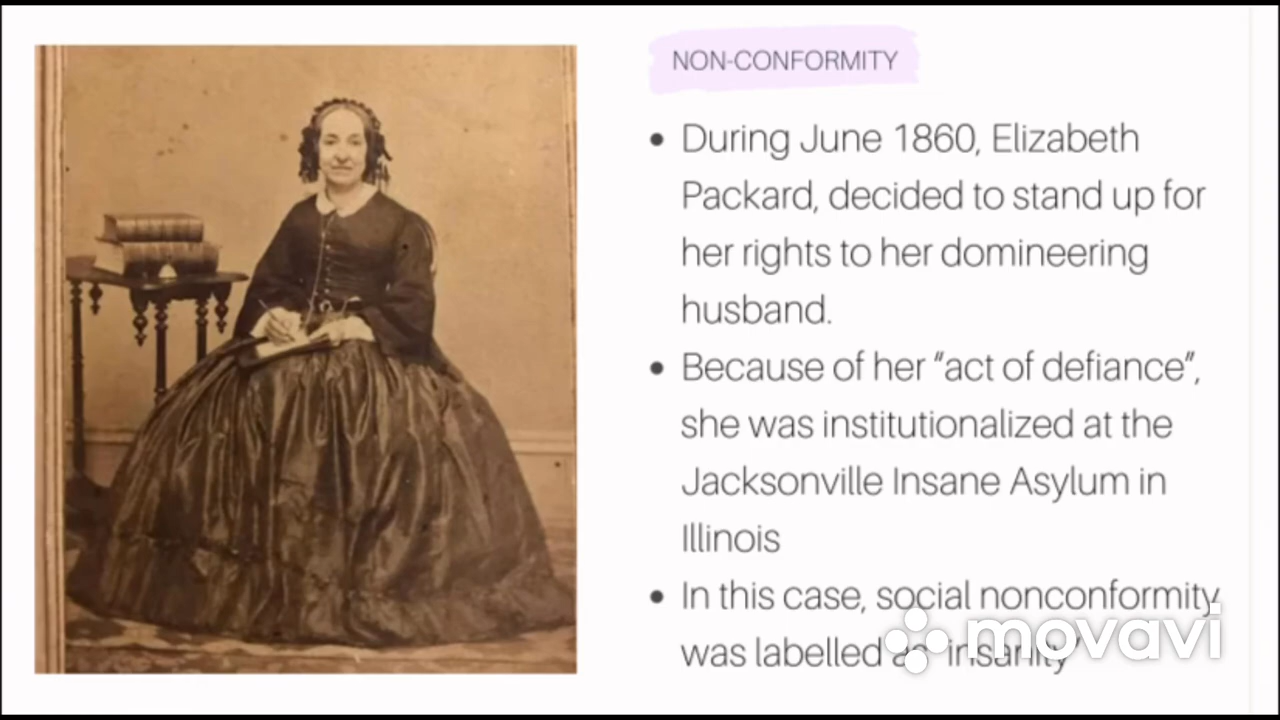 NON-CONFORMITY
• During June 1860, Elizabeth
Packard, decided to stand up for
her rights to her domineering
husband.
• Because of her "act of defiance",
she was institutionalized at the
Jacksonville Insane Asylum in
Illinois
• In this case, social nonconformity
was labelled as "insanity"
movavi